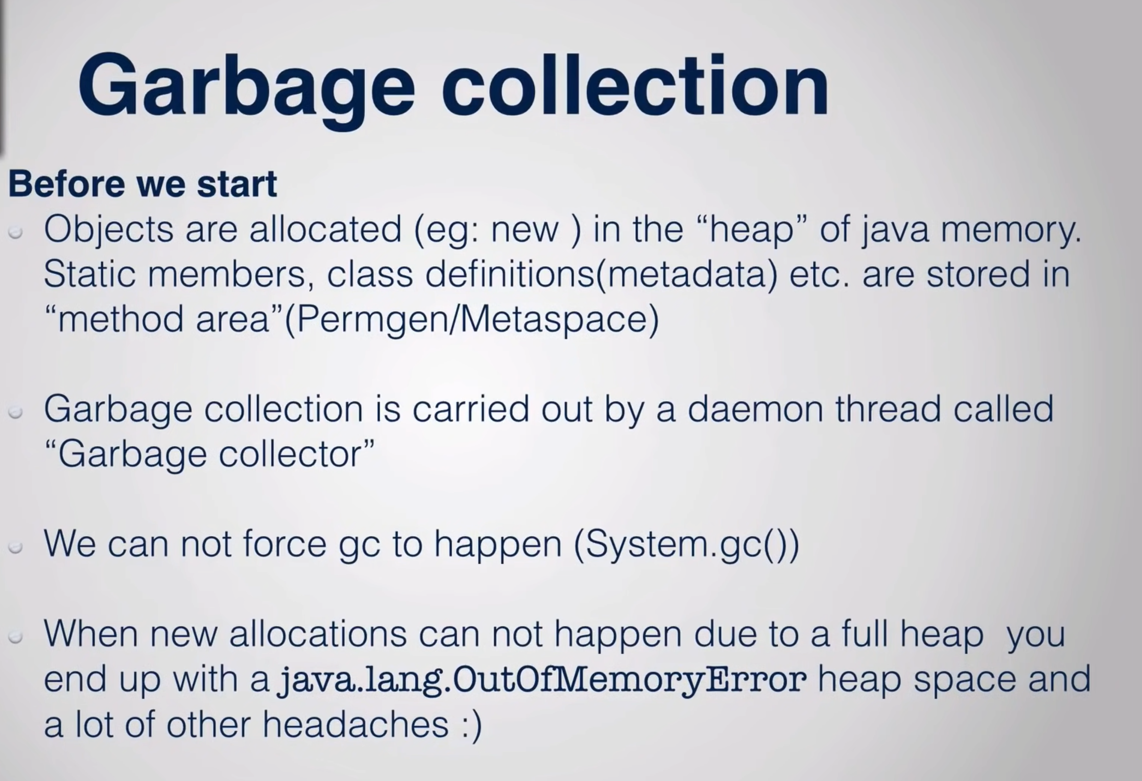 Garbage collection
Before we start
Objects are allocated (eg: new ) in the “heap” of java memory.
Static members, class definitions(metadata) etc. are stored in
“method area”(Permgen/Metaspace)
Garbage collection is carried out by a daemon thread called
“Garbage collector”
We can not force gc to happen (System.gc())
When new allocations can not happen due to a full heap  you
end up with a java.lang.OutOfMemoryError heap space and
a lot of other headaches :)